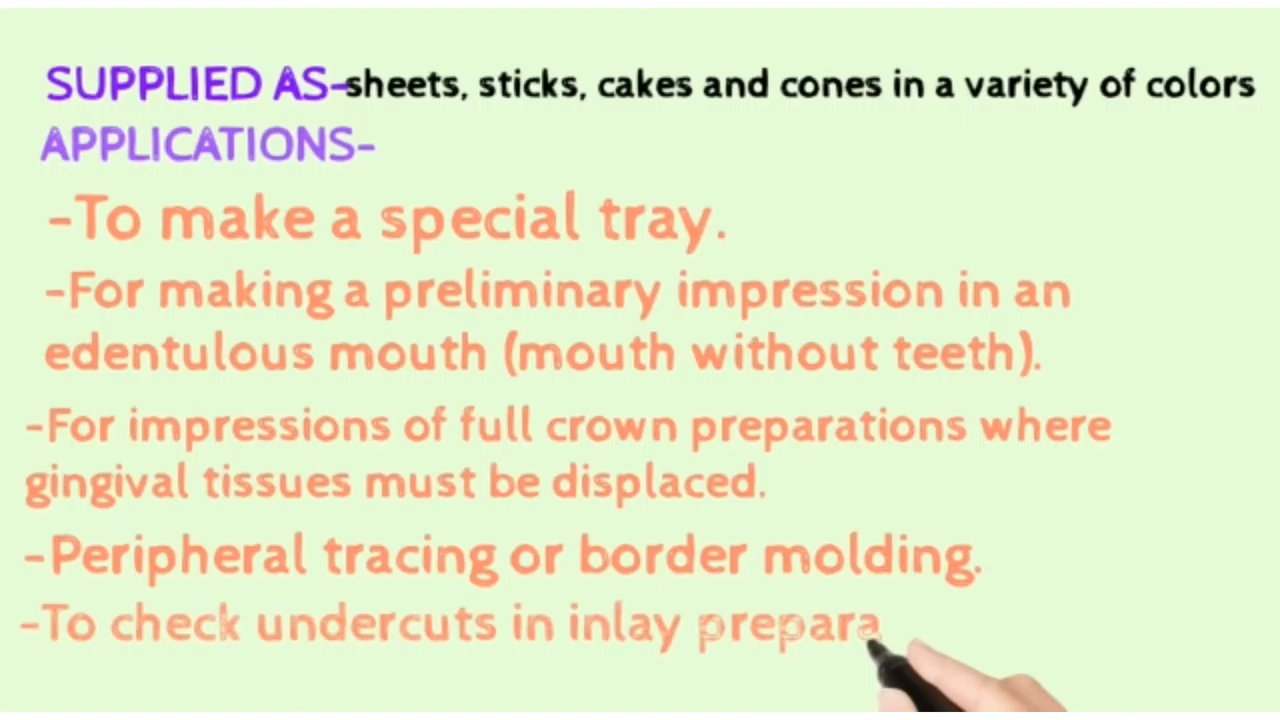 SUPPLIED AS-sheets, sticks, cakes and cones in a variety of colors
APPLICATIONS-
-To make a special tray.
-For making a preliminary impression in an
edentulous mouth (mouth without teeth).
-For impressions of full crown preparations where
gingival tissues must be displaced.
-Peripheral tracing or border molding.
-To check undercuts in inlay prepara